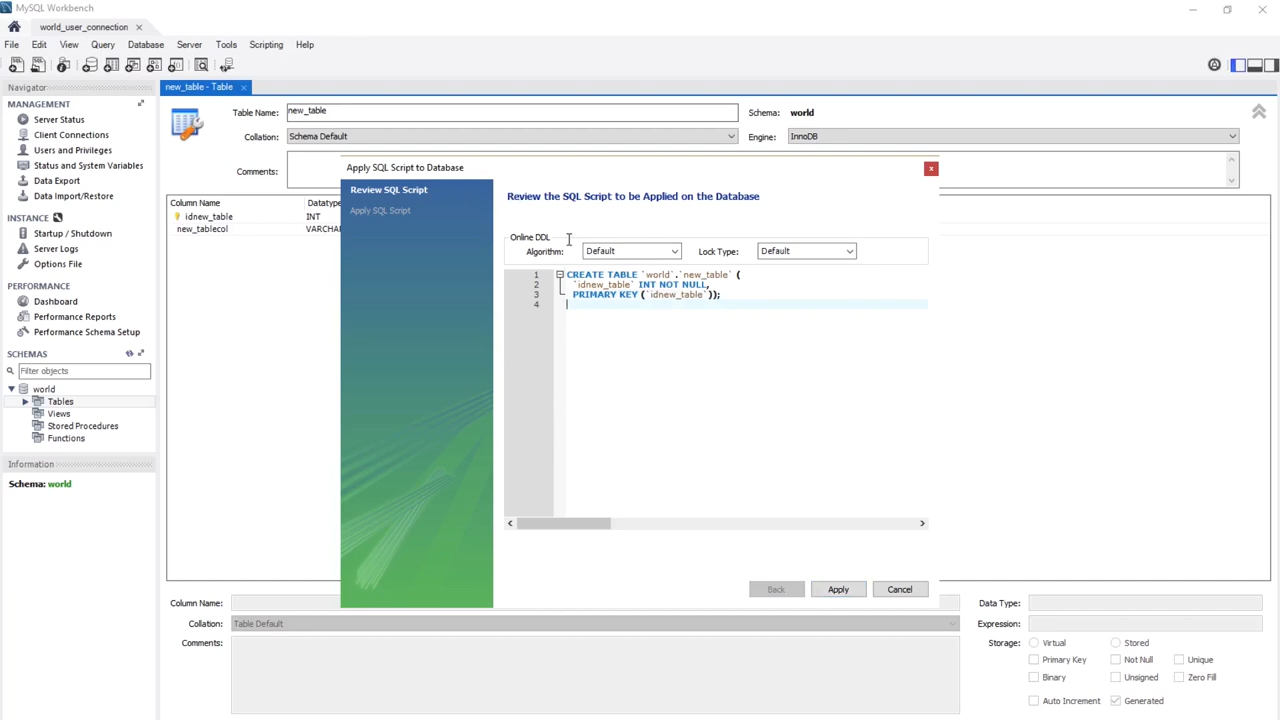 MySQL Workbench
world_user_connection
File Edit View Query Database Server Tools Scripting Help
Navigator
MANAGEMENT
Server Status
Client Connections
Users and Privileges
Status and System Variables
Data Export
Data Import/Restore
INSTANCE
Startup / Shutdown
Server Logs
Options File
PERFORMANCE
Dashboard
Performance Reports
Performance Schema Setup
SCHEMAS
Filter objects
world
Tables
Views
Stored Procedures
Functions
Information
Schema: world
new_table - Table
Table Name: new_table Schema: world
Collation: Schema Default Engine: InnoDB
Comments:
Column Name Datatype
idnew_table INT
new_tablecol
Apply SQL Script to Database
Review SQL Script
Apply SQL Script
Review the SQL Script to be Applied on the Database
Online DDL
Algorithm: Default Lock Type: Default
1 CREATE TABLE `world`.`new_table` (
2 `idnew_table` INT NOT NULL,
3 PRIMARY KEY (`idnew_table`));
4
Back Apply Cancel
Column Name: Data Type:
Collation: Table Default Expression:
Comments: Storage: Virtual Stored
Primary Key Not Null Unique
Binary Unsigned Zero Fill
Auto Increment Generated